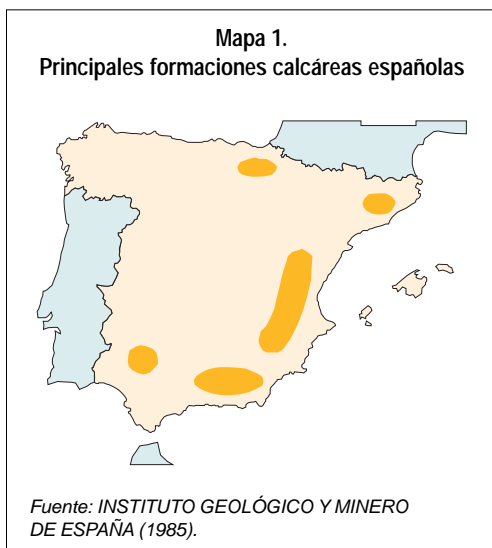 Mapa 1.
Principales formaciones calcáreas españolas
Fuente: INSTITUTO GEOLÓGICO Y MINERO
DE ESPAÑA (1985).